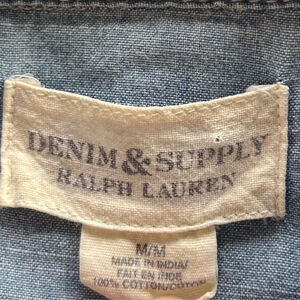 DENIM & SUPPLY
RALPH LAUREN
M/M
MADE IN INDIA/
FAIT EN INDE
100% COTTON/COTON